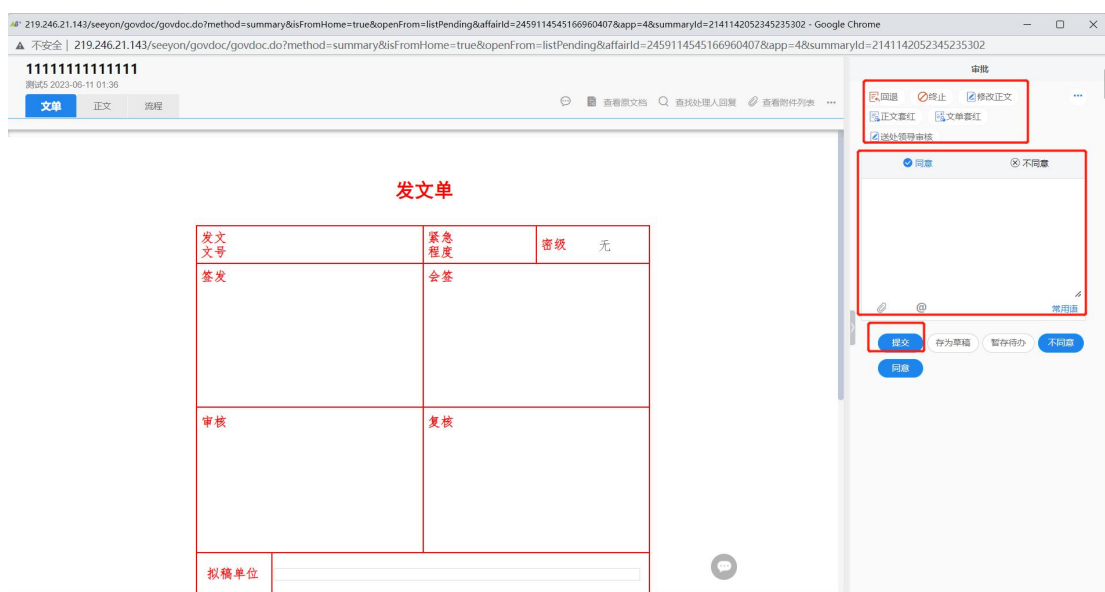 219.246.21.143/seeyon/govdoc/govdoc.do?method=summary&isFromHome=true&openFrom=listPending&affairId=2459114545166960407&app=4&summaryId=2141142052345235302 - Google Chrome
不安全 | 219.246.21.143/seeyon/govdoc/govdoc.do?method=summary&isFromHome=true&openFrom=listPending&affairId=2459114545166960407&app=4&summaryId=2141142052345235302
11111111111111
测试5 2023-06-11 01:36
文单 正文 流程
查看原文档 查找处理人回复 查看附件列表 ...
发文单
发文文号
紧急程度
密级 无
签发
会签
审核
复核
拟稿单位
审批
回退 终止 修改正文 ...
正文套红 文单套红
送处领导审核
同意 不同意
@ 常用语
提交 存为草稿 暂存待办 不同意
同意